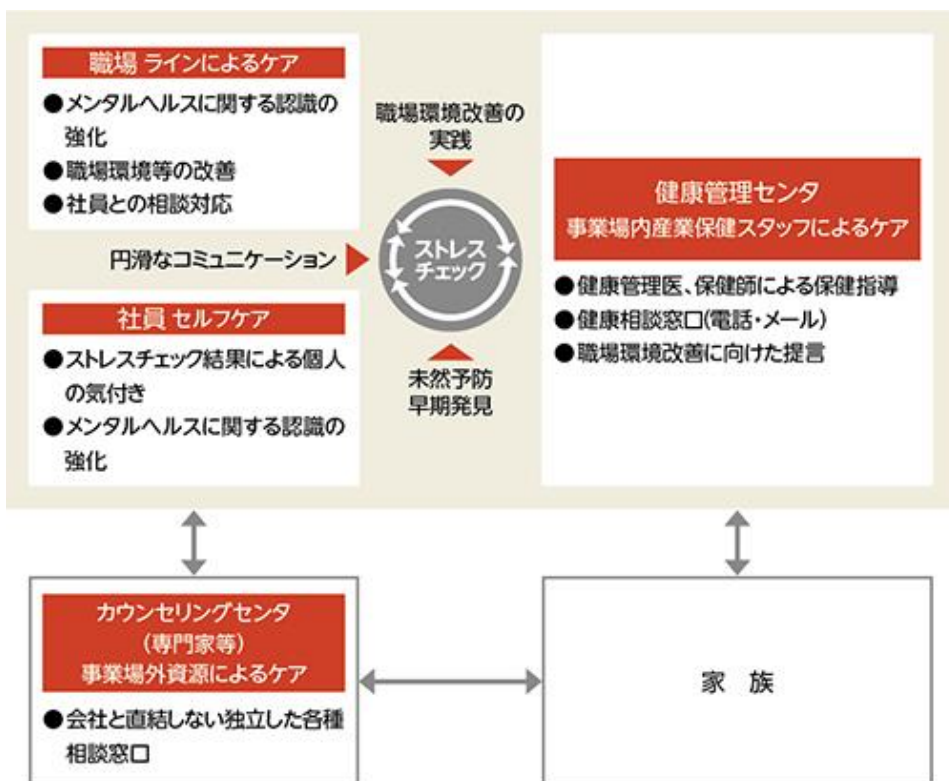 職場 ラインによるケア
●メンタルヘルスに関する認識の
強化
●職場環境等の改善
●社員との相談対応
職場環境改善の
実践
円滑なコミュニケーション
ストレス
チェック
未然予防
早期発見
社員 セルフケア
●ストレスチェック結果による個人
の気付き
●メンタルヘルスに関する認識の
強化
健康管理センタ
事業場内産業保健スタッフによるケア
●健康管理医、保健師による保健指導
●健康相談窓口(電話・メール)
●職場環境改善に向けた提言
カウンセリングセンタ
(専門家等)
事業場外資源によるケア
●会社と直結しない独立した各種
相談窓口
家 族